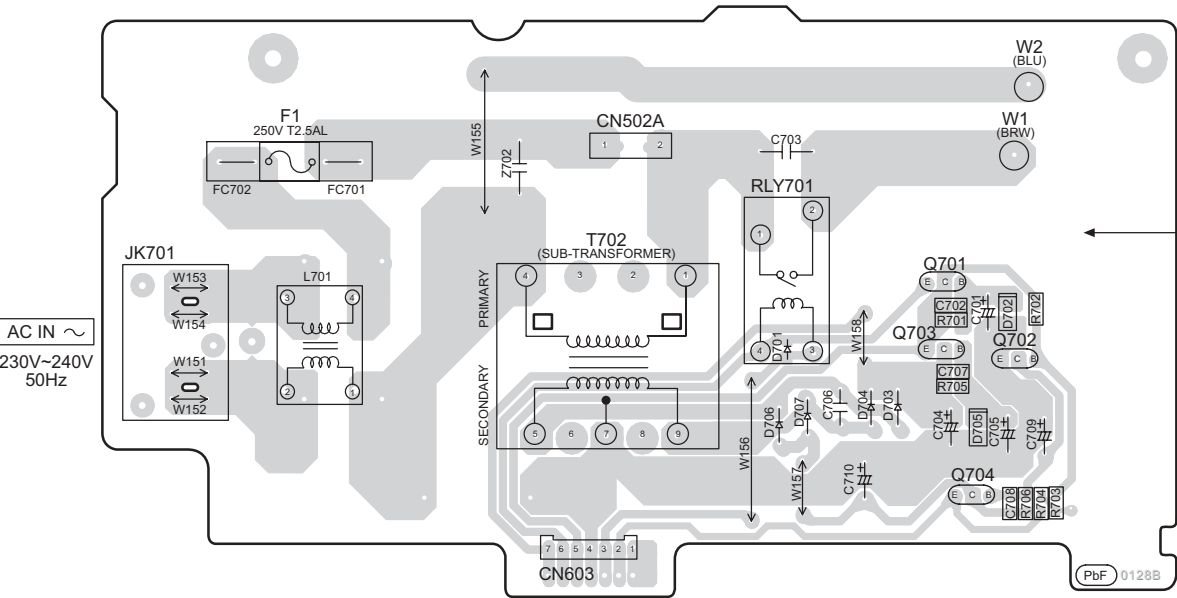 W2
(BLU)
F1
250V T2.5AL
CN502A
1 2
W1
(BRW)
W155
Z702
C703
FC702
FC701
RLY701
2
1
4
3
D701
JK701
W153
W154
W151
W152
AC IN ~
230V~240V
50Hz
L701
3 4
2 1
T702
(SUB-TRANSFORMER)
4 3 2 1
PRIMARY
SECONDARY
5 6 7 8 9
W158
Q701
E C B
C702
R701
C701
+
D702
R702
Q703
E C B
Q702
E C B
C707
R705
D706
D707
C706
D704
D703
C704
+
D705
C705
+
C709
+
W156
W157
C710
+
Q704
E C B
C708
R706
R704
R703
7 6 5 4 3 2 1
CN603
PbF 0128B